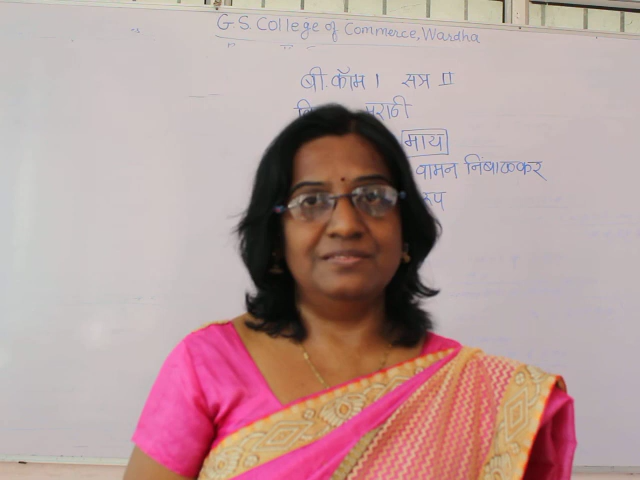 G.S. College of Commerce, Wardha
बी.कॉम I सत्र II
मराठी
माय
वामन निंबाळकर